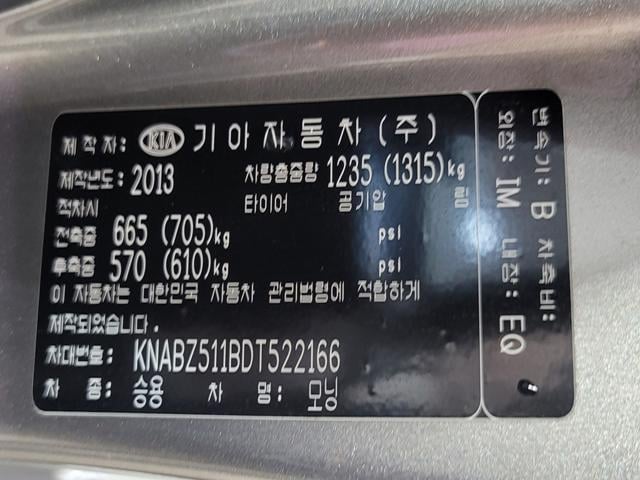 제 작 자: KIA 기 아 자 동 차 (주)
제작년도: 2013 차량총중량 1235 (1315)kg
적차시 타이어 공기압 림
전축중 665 (705)kg psi
후축중 570 (610)kg psi
이 자동차는 대한민국 자동차 관리법령에 적합하게
제작되었습니다.
차대번호: KNABZ511BDT522166
차 종: 승용 차 명: 모닝
변속기: B 차축비:
외장: IM 내장: EQ